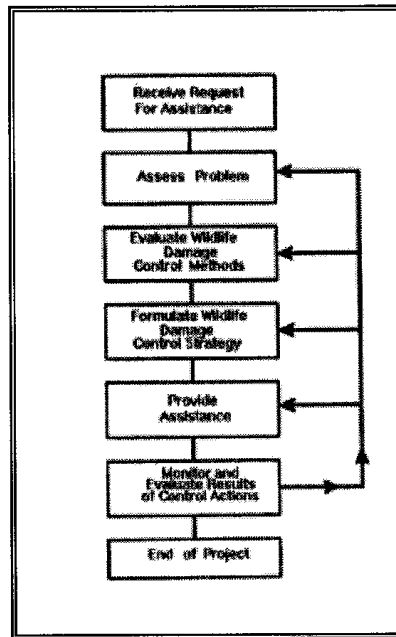 Receive Request
For Assistance
Assess Problem
Evaluate Wildlife
Damage
Control Methods
Formulate Wildlife
Damage
Control Strategy
Provide
Assistance
Monitor and
Evaluate Results
of Control Actions
End of Project